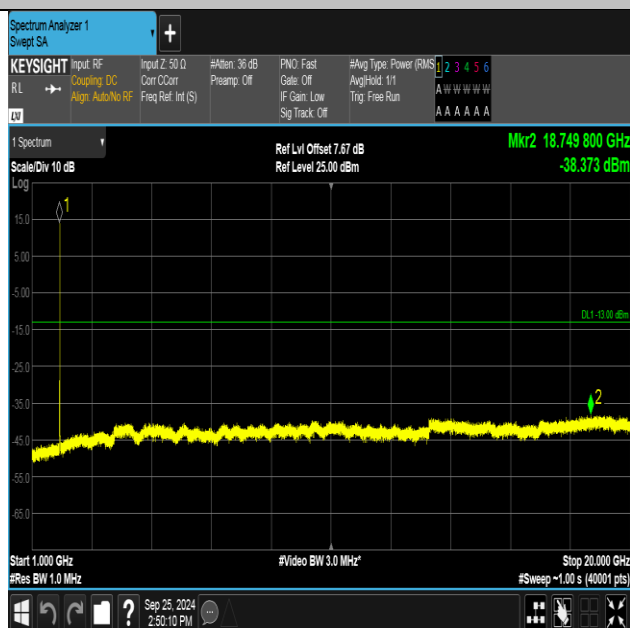 Spectrum Analyzer 1
Swept SA
+
KEYSIGHT
RL
LXI
Input: RF
Coupling: DC
Align: Auto/No RF
Input Z: 50 Ω
Corr CCorr
Freq Ref: Int (S)
#Atten: 36 dB
Preamp: Off
PNO: Fast
Gate: Off
IF Gain: Low
Sig Track: Off
#Avg Type: Power (RMS
Avg|Hold: 1/1
Trig: Free Run
1 2 3 4 5 6
A W W W W W
A A A A A A
1 Spectrum
Scale/Div 10 dB
Log
Ref Lvl Offset 7.67 dB
Ref Level 25.00 dBm
Mkr2 18.749 800 GHz
-38.373 dBm
1
15.0
5.00
-5.00
DL1 -13.00 dBm
-15.0
-25.0
-35.0
2
-45.0
-55.0
-65.0
Start 1.000 GHz
#Res BW 1.0 MHz
#Video BW 3.0 MHz*
Stop 20.000 GHz
#Sweep ~1.00 s (40001 pts)
?
Sep 25, 2024
2:50:10 PM